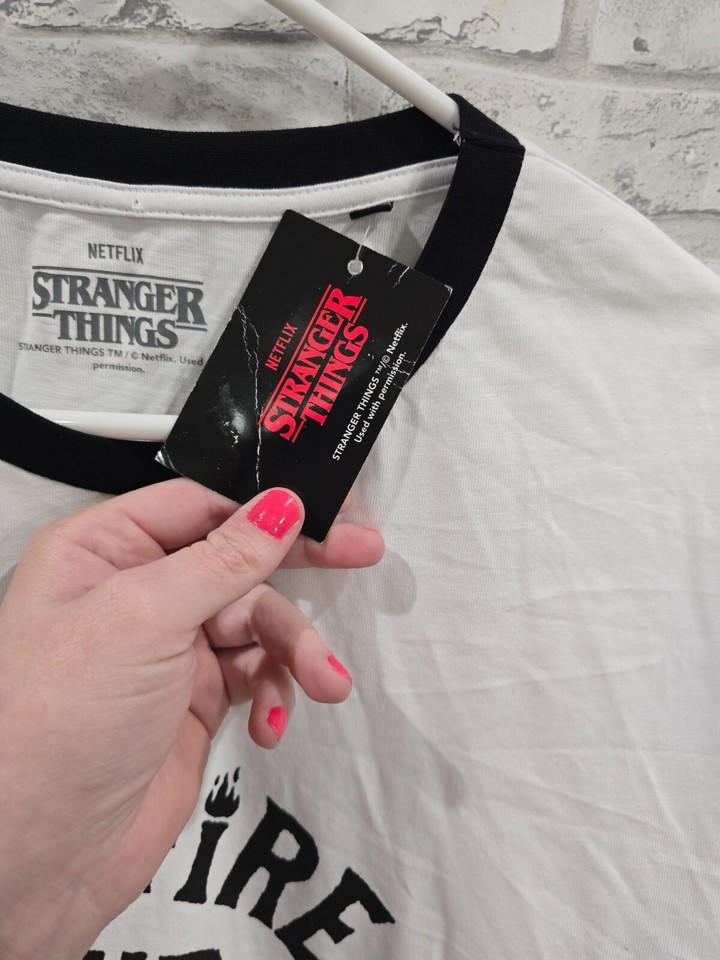 NETFLIX
STRANGER
THINGS
STRANGER THINGS TM / © Netflix. Used
permission.
NETFLIX
STRANGER
THINGS
STRANGER THINGS ™/© Netflix.
Used with permission.
FIRE